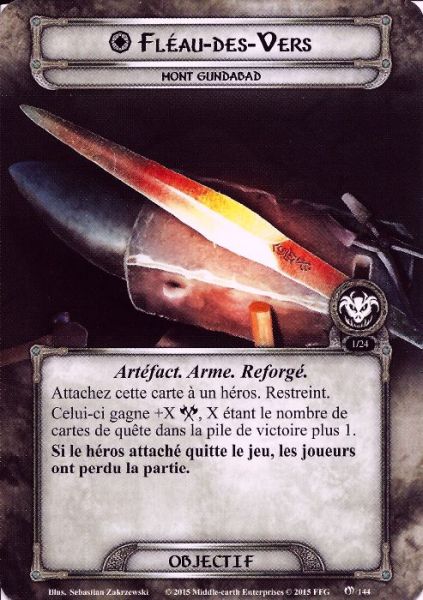 Fléau-des-Vers
MONT GUNDABAD
1/24
Artéfact. Arme. Reforgé.
Attachez cette carte à un héros. Restreint.
Celui-ci gagne +X , X étant le nombre de
cartes de quête dans la pile de victoire plus 1.
Si le héros attaché quitte le jeu, les joueurs
ont perdu la partie.
OBJECTIF
Illus. Sebastian Zakrzewski © 2015 Middle-earth Enterprises © 2015 FFG 144